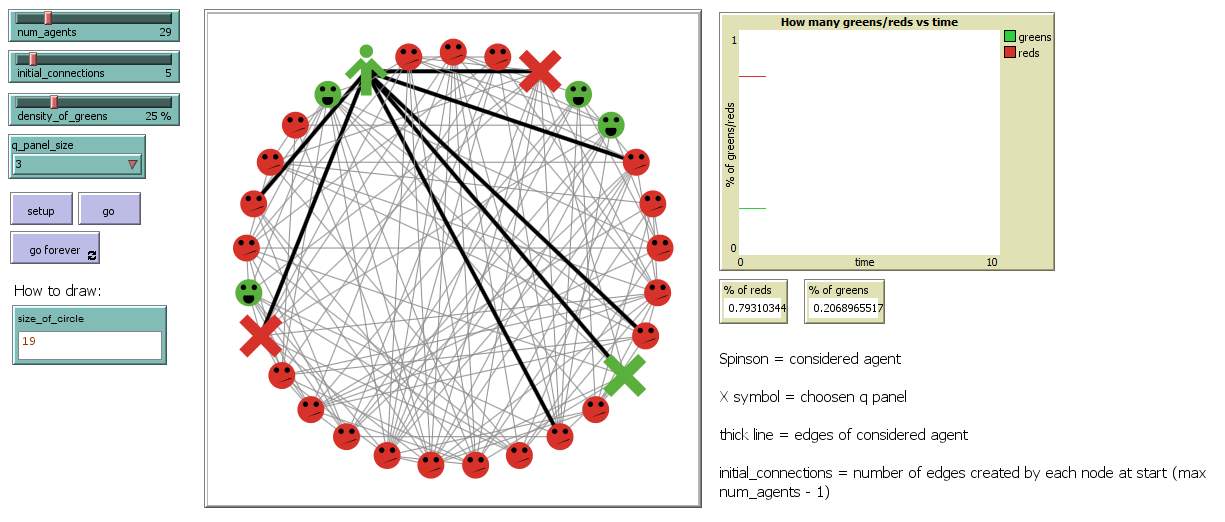 num_agents 29
initial_connections 5
density_of_greens 25 %
q_panel_size
3
setup
go
go forever
How to draw:
size_of_circle
19
How many greens/reds vs time
1
% of greens/reds
0
0
time
10
greens
reds
% of reds
0.79310344
% of greens
0.2068965517
Spinson = considered agent
X symbol = choosen q panel
thick line = edges of considered agent
initial_connections = number of edges created by each node at start (max
num_agents - 1)